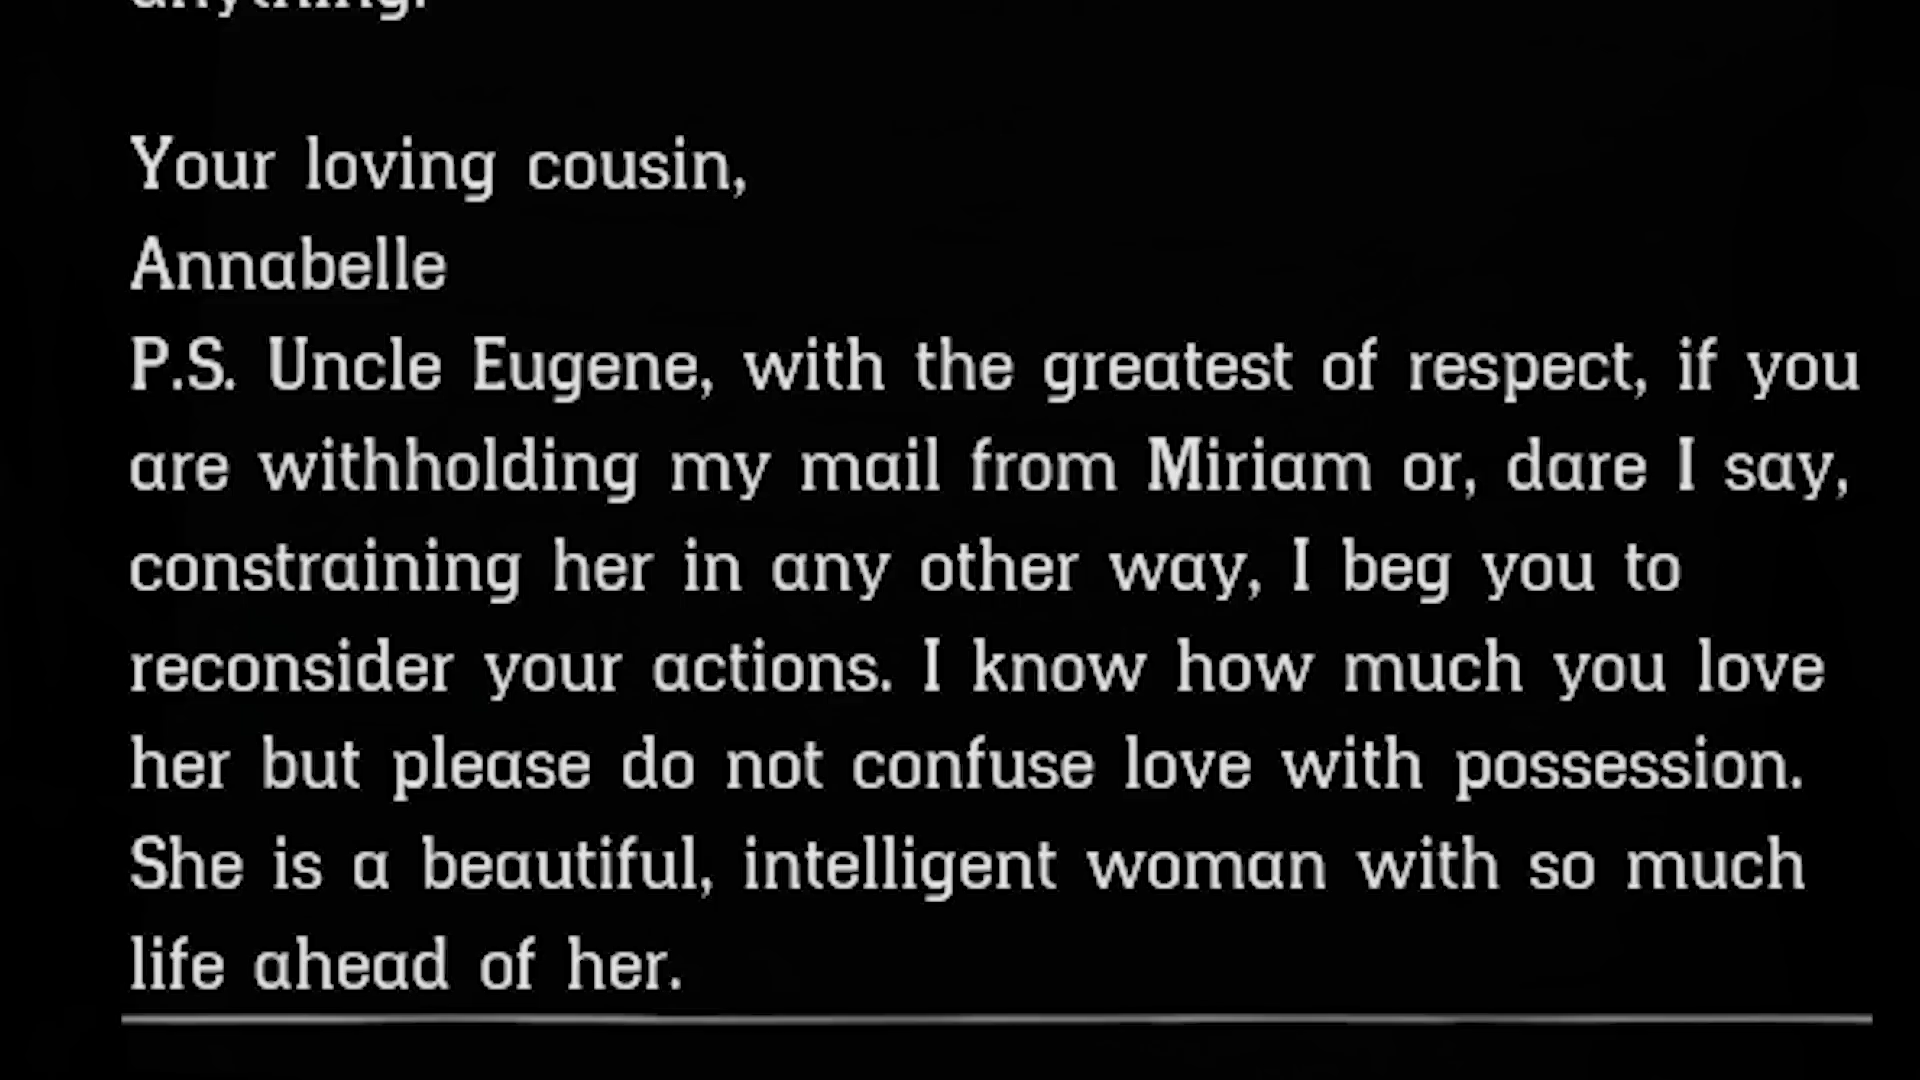 anything.
Your loving cousin,
Annabelle
P.S. Uncle Eugene, with the greatest of respect, if you
are withholding my mail from Miriam or, dare I say,
constraining her in any other way, I beg you to
reconsider your actions. I know how much you love
her but please do not confuse love with possession.
She is a beautiful, intelligent woman with so much
life ahead of her.